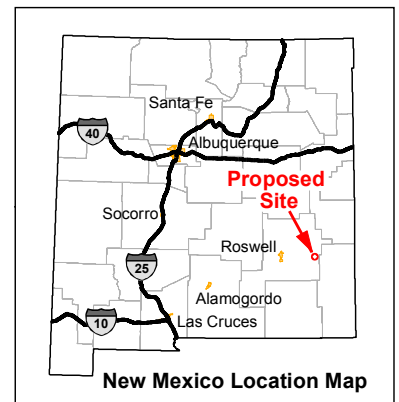 Santa Fe
40
Albuquerque
Proposed
Site
Socorro
Roswell
25
Alamogordo
10
Las Cruces
New Mexico Location Map